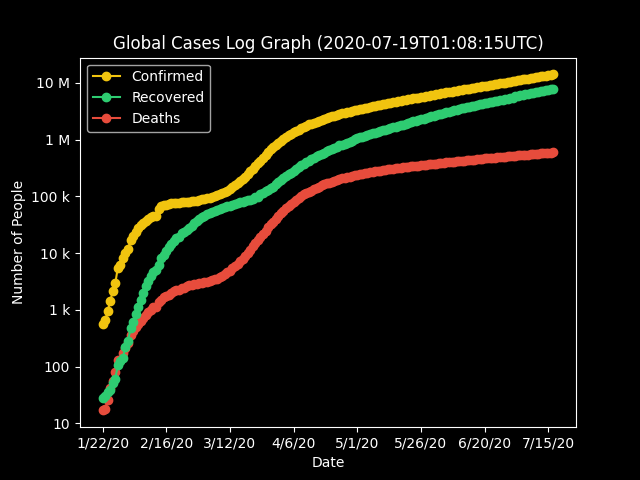 Global Cases Log Graph (2020-07-19T01:08:15UTC)
Confirmed
Recovered
Deaths
Number of People
10 M
1 M
100 k
10 k
1 k
100
10
1/22/20 2/16/20 3/12/20 4/6/20 5/1/20 5/26/20 6/20/20 7/15/20
Date